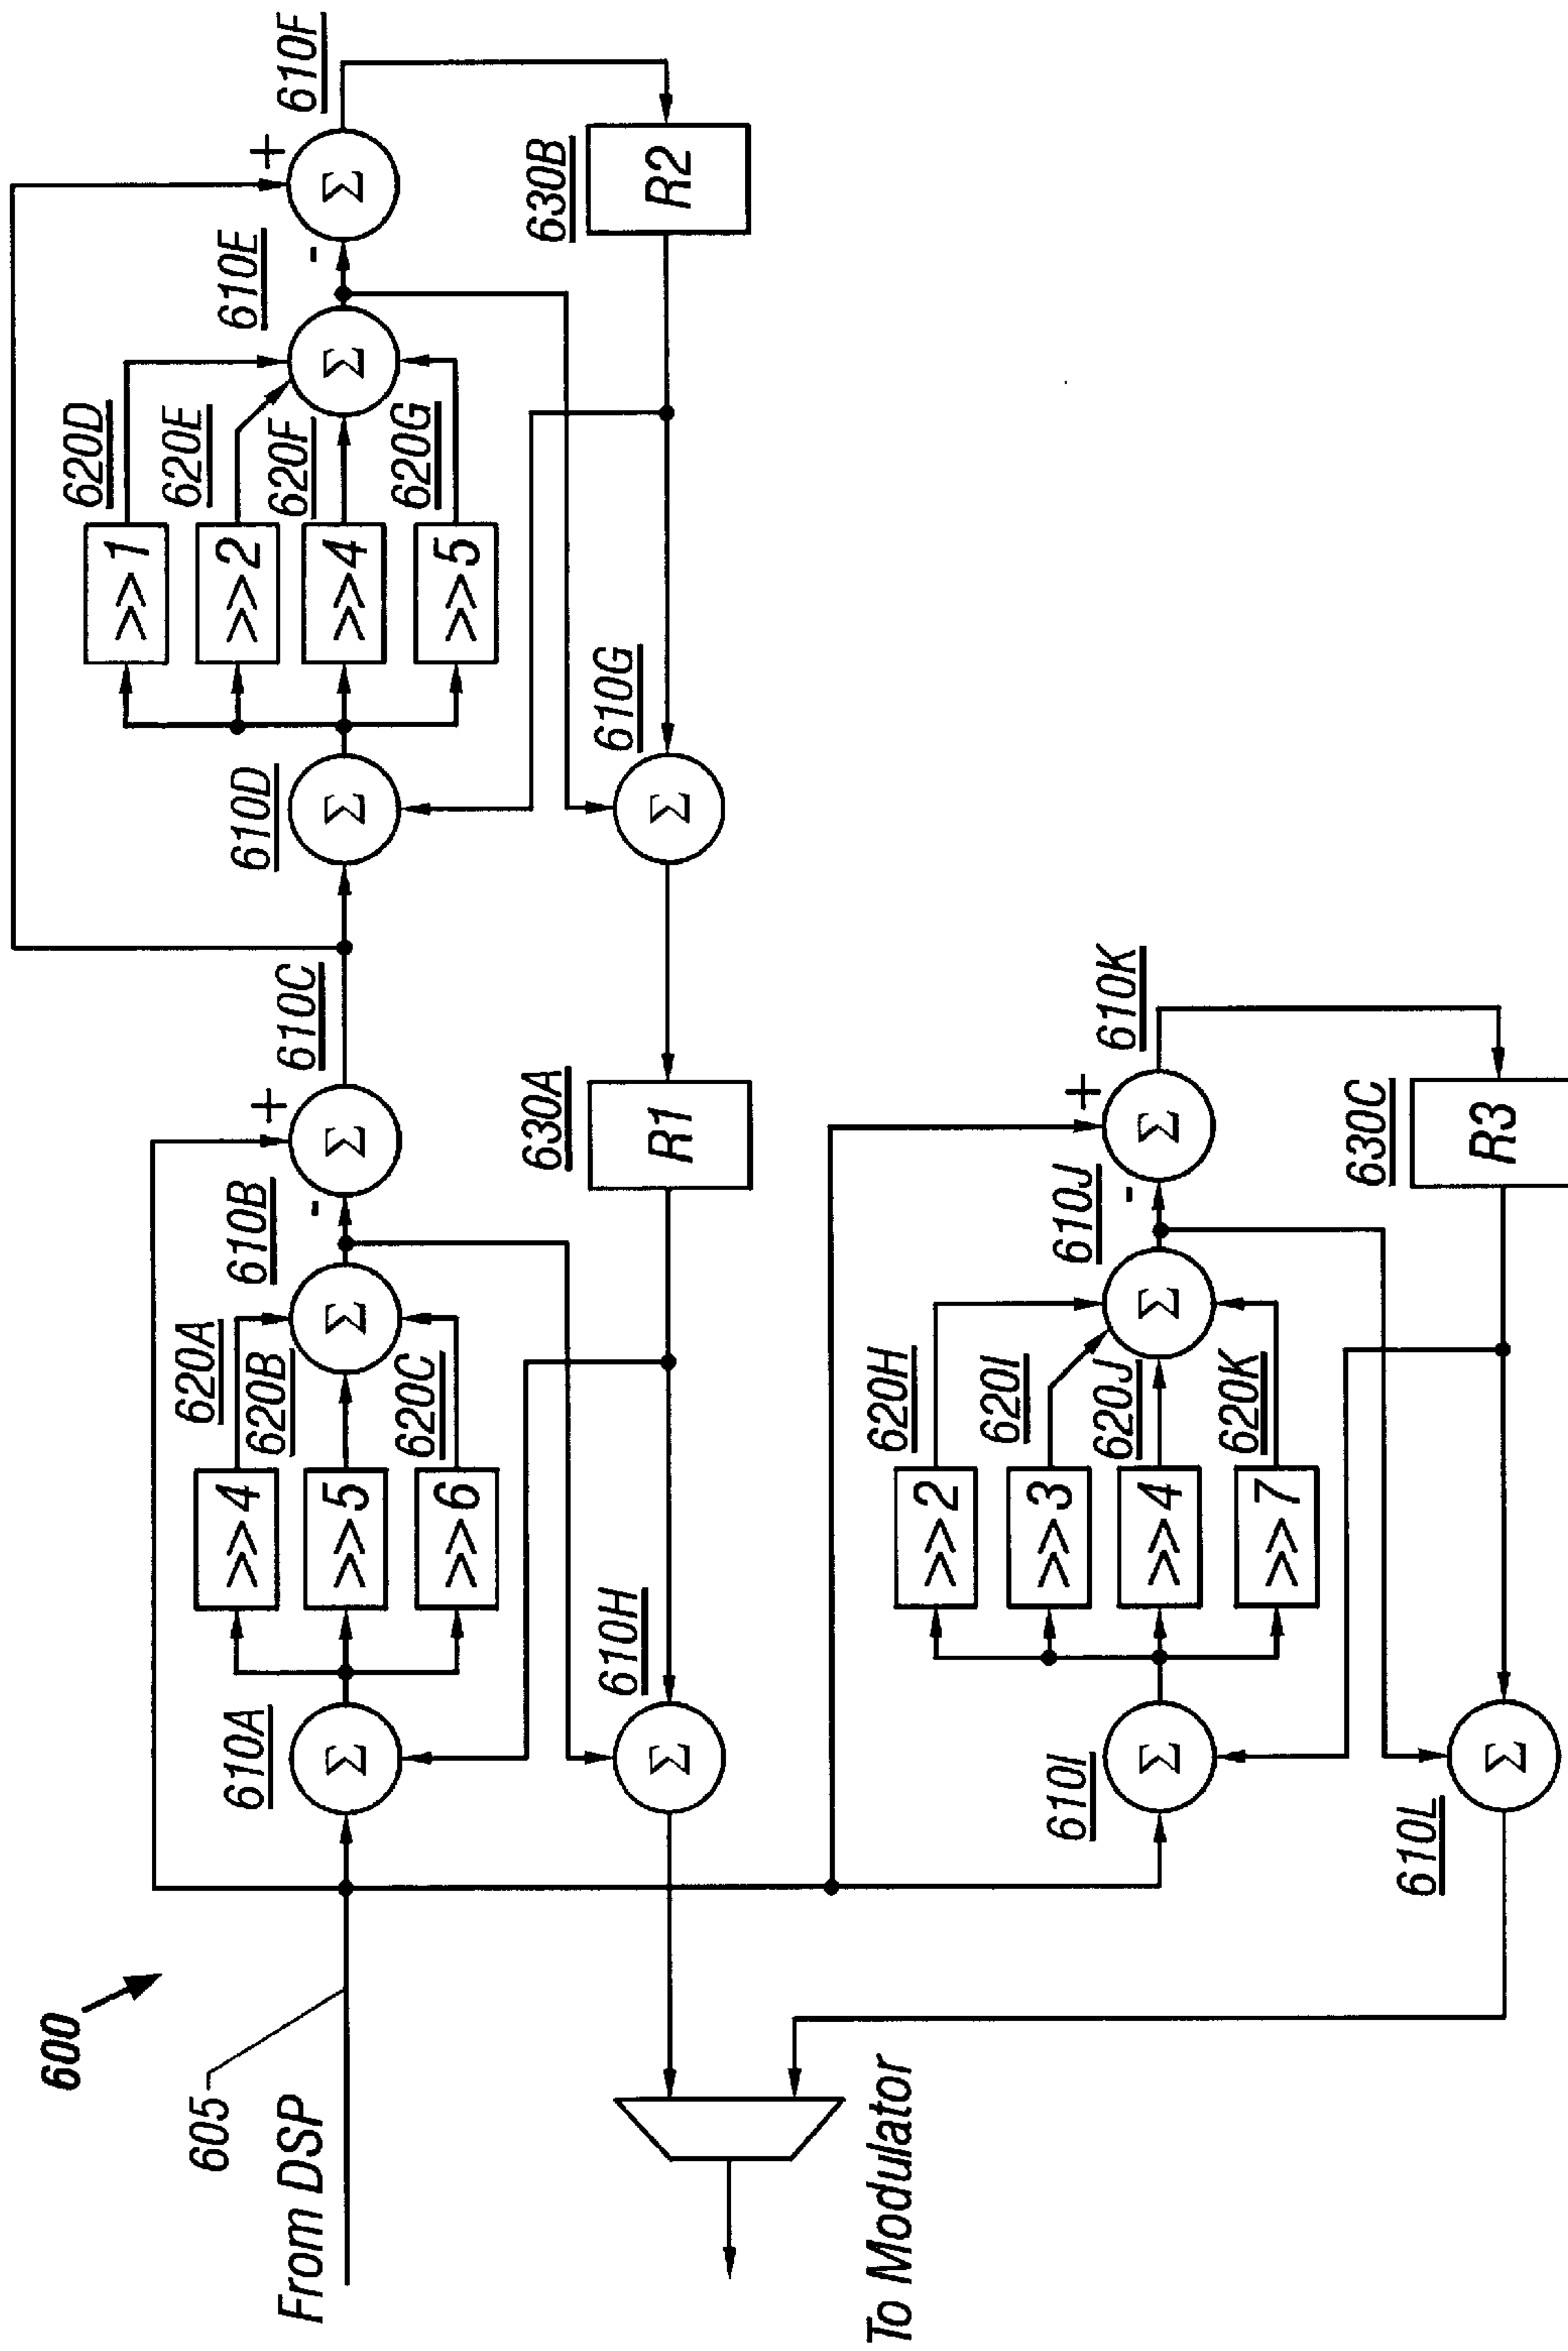 600
605
From DSP
610A
>>4
>>5
>>6
620A
620B
620C
610B
-
+
610C
610D
>>1
>>2
>>4
>>5
620D
620E
620F
620G
610E
-
+
610F
Σ
Σ
Σ
Σ
Σ
Σ
610H
Σ
630A
R1
610G
Σ
630B
R2
610I
Σ
>>2
>>3
>>4
>>7
620H
620I
620J
620K
610J
Σ
-
+
610K
Σ
610L
Σ
630C
R3
To Modulator